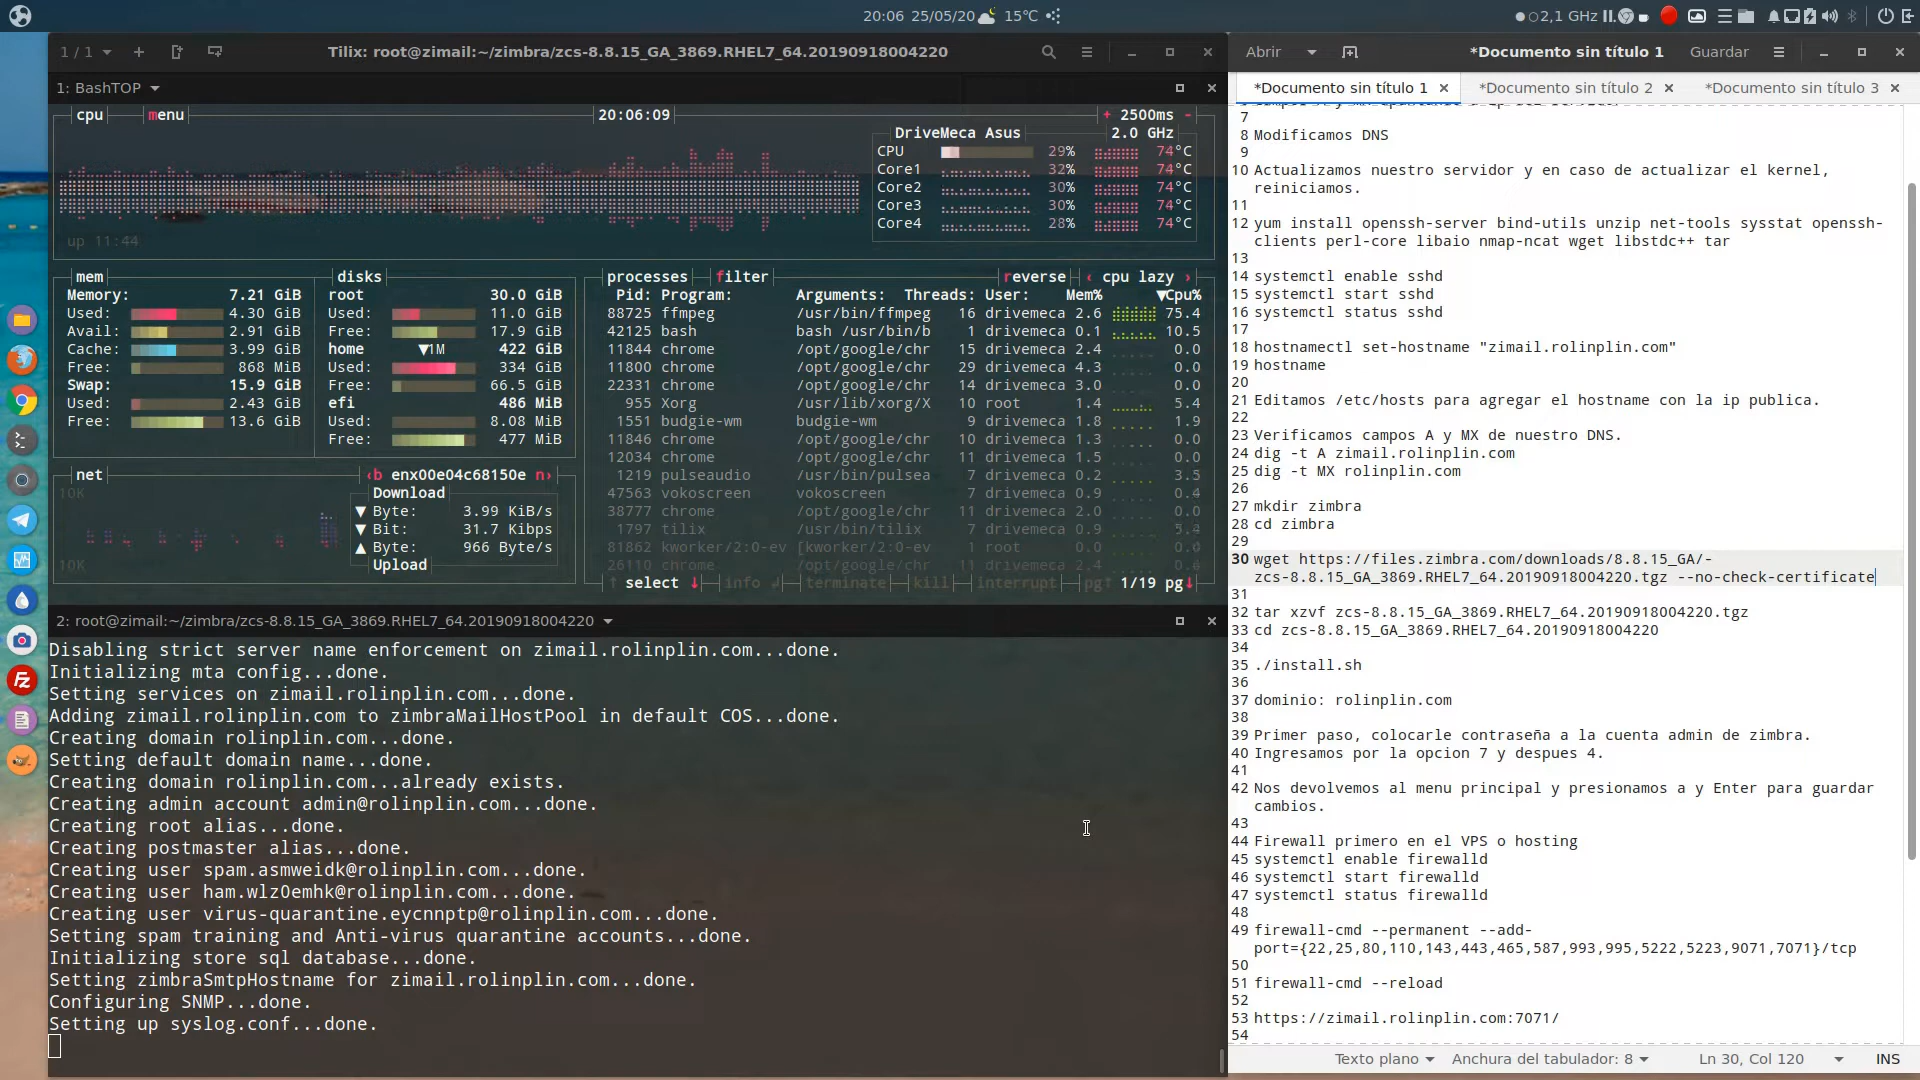 20:06 25/05/20 15°C
2,1 GHz
1 / 1
Tilix: root@zimail:~/zimbra/zcs-8.8.15_GA_3869.RHEL7_64.20190918004220
1: BashTOP
cpu menu 20:06:09 + 2500ms -
DriveMeca Asus 2.0 GHz
CPU 29% 74°C
Core1 32% 74°C
Core2 30% 74°C
Core3 30% 74°C
Core4 28% 74°C
up 11:44
mem
Memory: 7.21 GiB
Used: 4.30 GiB
Avail: 2.91 GiB
Cache: 3.99 GiB
Free: 868 MiB
Swap: 15.9 GiB
Used: 2.43 GiB
Free: 13.6 GiB
disks
root 30.0 GiB
Used: 11.0 GiB
Free: 17.9 GiB
home ▼1M 422 GiB
Used: 334 GiB
Free: 66.5 GiB
efi 486 MiB
Used: 8.08 MiB
Free: 477 MiB
net ‹b enx00e04c68150e n›
10K
Download
▼ Byte: 3.99 KiB/s
▼ Bit: 31.7 Kibps
▲ Byte: 966 Byte/s
Upload
10K
processes filter reverse ‹ cpu lazy ›
Pid: Program: Arguments: Threads: User: Mem% ▼Cpu%
88725 ffmpeg /usr/bin/ffmpeg 16 drivemeca 2.6 75.4
42125 bash bash /usr/bin/b 1 drivemeca 0.1 10.5
11844 chrome /opt/google/chr 15 drivemeca 2.4 0.0
11800 chrome /opt/google/chr 29 drivemeca 4.3 0.0
22331 chrome /opt/google/chr 14 drivemeca 3.0 0.0
955 Xorg /usr/lib/xorg/X 10 root 1.4 5.4
1551 budgie-wm budgie-wm 9 drivemeca 1.8 1.9
11846 chrome /opt/google/chr 10 drivemeca 1.3 0.0
12034 chrome /opt/google/chr 11 drivemeca 1.5 0.0
1219 pulseaudio /usr/bin/pulsea 7 drivemeca 0.2 3.5
47563 vokoscreen vokoscreen 7 drivemeca 0.9 0.4
38777 chrome /opt/google/chr 11 drivemeca 2.0 0.0
1797 tilix /usr/bin/tilix 7 drivemeca 0.9 5.4
81862 kworker/2:0-ev [kworker/2:0-ev 1 root 0.0 0.4
26110 chrome /opt/google/chr 11 drivemeca 2.4 0.4
↑ select ↓ info ↲ terminate kill interrupt pg↑ 1/19 pg↓
2: root@zimail:~/zimbra/zcs-8.8.15_GA_3869.RHEL7_64.20190918004220
Disabling strict server name enforcement on zimail.rolinplin.com...done.
Initializing mta config...done.
Setting services on zimail.rolinplin.com...done.
Adding zimail.rolinplin.com to zimbraMailHostPool in default COS...done.
Creating domain rolinplin.com...done.
Setting default domain name...done.
Creating domain rolinplin.com...already exists.
Creating admin account admin@rolinplin.com...done.
Creating root alias...done.
Creating postmaster alias...done.
Creating user spam.asmweidk@rolinplin.com...done.
Creating user ham.wlzOemhk@rolinplin.com...done.
Creating user virus-quarantine.eycnnptp@rolinplin.com...done.
Setting spam training and Anti-virus quarantine accounts...done.
Initializing store sql database...done.
Setting zimbraSmtpHostname for zimail.rolinplin.com...done.
Configuring SNMP...done.
Setting up syslog.conf...done.
Abrir *Documento sin título 1 Guardar
*Documento sin título 1 *Documento sin título 2 *Documento sin título 3
7
8 Modificamos DNS
9
10 Actualizamos nuestro servidor y en caso de actualizar el kernel,
reiniciamos.
11
12 yum install openssh-server bind-utils unzip net-tools sysstat openssh-
clients perl-core libaio nmap-ncat wget libstdc++ tar
13
14 systemctl enable sshd
15 systemctl start sshd
16 systemctl status sshd
17
18 hostnamectl set-hostname "zimail.rolinplin.com"
19 hostname
20
21 Editamos /etc/hosts para agregar el hostname con la ip publica.
22
23 Verificamos campos A y MX de nuestro DNS.
24 dig -t A zimail.rolinplin.com
25 dig -t MX rolinplin.com
26
27 mkdir zimbra
28 cd zimbra
29
30 wget https://files.zimbra.com/downloads/8.8.15_GA/-
zcs-8.8.15_GA_3869.RHEL7_64.20190918004220.tgz --no-check-certificate
31
32 tar xzvf zcs-8.8.15_GA_3869.RHEL7_64.20190918004220.tgz
33 cd zcs-8.8.15_GA_3869.RHEL7_64.20190918004220
34
35 ./install.sh
36
37 dominio: rolinplin.com
38
39 Primer paso, colocarle contraseña a la cuenta admin de zimbra.
40 Ingresamos por la opcion 7 y despues 4.
41
42 Nos devolvemos al menu principal y presionamos a y Enter para guardar
cambios.
43
44 Firewall primero en el VPS o hosting
45 systemctl enable firewalld
46 systemctl start firewalld
47 systemctl status firewalld
48
49 firewall-cmd --permanent --add-
port={22,25,80,110,143,443,465,587,993,995,5222,5223,9071,7071}/tcp
50
51 firewall-cmd --reload
52
53 https://zimail.rolinplin.com:7071/
54
Texto plano Anchura del tabulador: 8 Ln 30, Col 120 INS